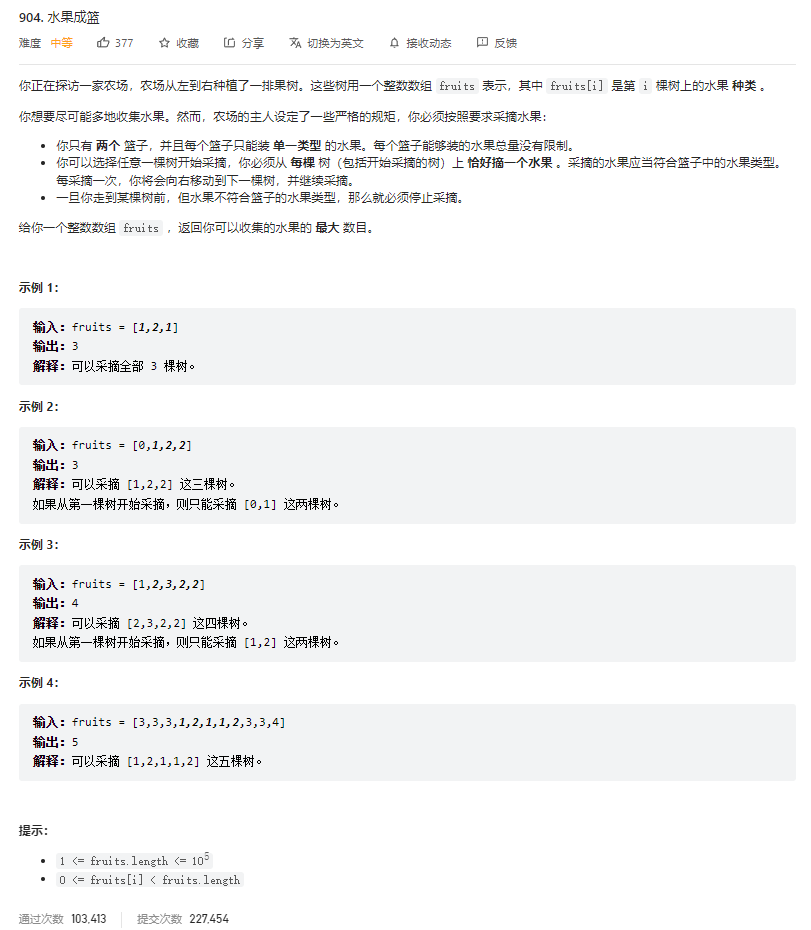 904. 水果成篮
难度 中等 377 收藏 分享 切换为英文 接收动态 反馈
你正在探访一家农场，农场从左到右种植了一排果树。这些树用一个整数数组 fruits 表示，其中 fruits[i] 是第 i 棵树上的水果 种类 。
你想要尽可能多地收集水果。然而，农场的主人设定了一些严格的规矩，你必须按照要求采摘水果：
• 你只有 两个 篮子，并且每个篮子只能装 单一类型 的水果。每个篮子能够装的水果总量没有限制。
• 你可以选择任意一棵树开始采摘，你必须从 每棵 树（包括开始采摘的树）上 恰好摘一个水果 。采摘的水果应当符合篮子中的水果类型。
每采摘一次，你将会向右移动到下一棵树，并继续采摘。
• 一旦你走到某棵树前，但水果不符合篮子的水果类型，那么就必须停止采摘。
给你一个整数数组 fruits ，返回你可以收集的水果的 最大 数目。
示例 1：
输入：fruits = [1,2,1]
输出：3
解释：可以采摘全部 3 棵树。
示例 2：
输入：fruits = [0,1,2,2]
输出：3
解释：可以采摘 [1,2,2] 这三棵树。
如果从第一棵树开始采摘，则只能采摘 [0,1] 这两棵树。
示例 3：
输入：fruits = [1,2,3,2,2]
输出：4
解释：可以采摘 [2,3,2,2] 这四棵树。
如果从第一棵树开始采摘，则只能采摘 [1,2] 这两棵树。
示例 4：
输入：fruits = [3,3,3,1,2,1,1,2,3,3,4]
输出：5
解释：可以采摘 [1,2,1,1,2] 这五棵树。
提示：
• 1 <= fruits.length <= 10⁵
• 0 <= fruits[i] < fruits.length
通过次数 103,413 提交次数 227,454